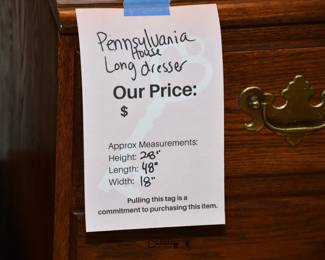 Pennsylvania
House
Long dresser
Our Price:
$
Approx Measurements:
Height: 28"
Length: 48"
Width: 18"
Pulling this tag is a
commitment to purchasing this item.